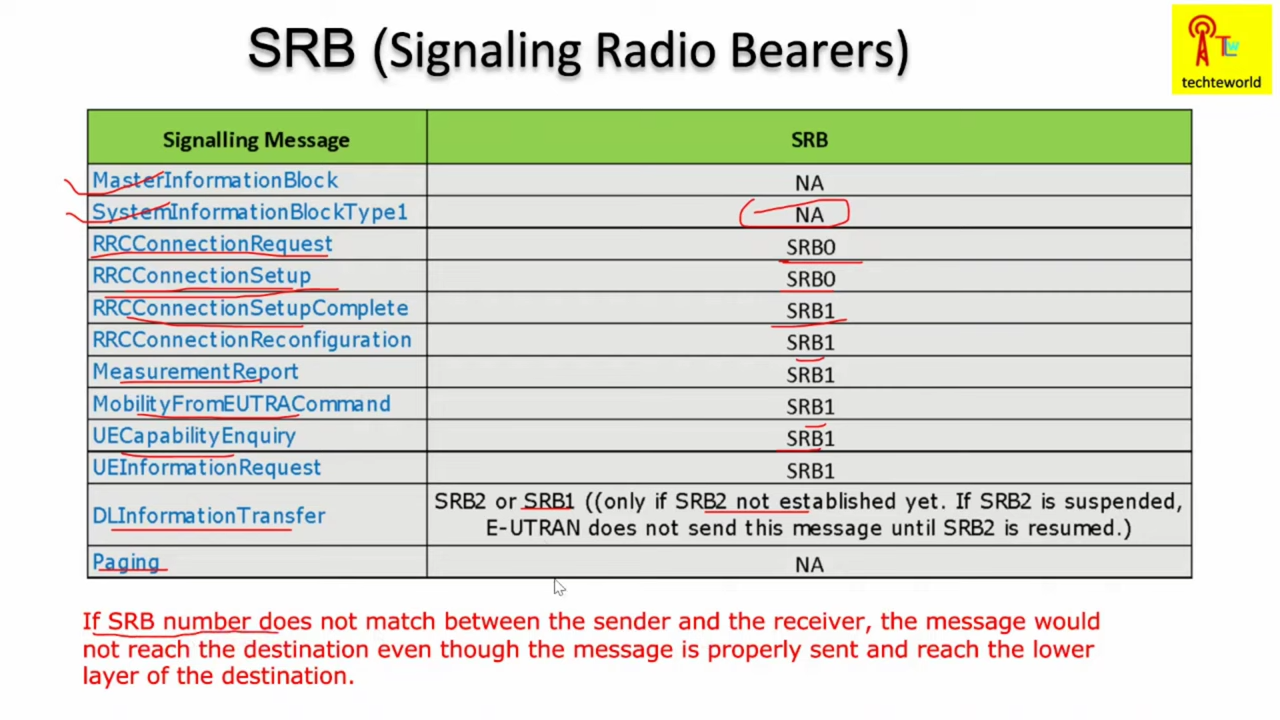 SRB (Signaling Radio Bearers)
TLw
techteworld
Signalling Message SRB
MasterInformationBlock NA
SystemInformationBlockType1 NA
RRCConnectionRequest SRB0
RRCConnectionSetup SRB0
RRCConnectionSetupComplete SRB1
RRCConnectionReconfiguration SRB1
MeasurementReport SRB1
MobilityFromEUTRACommand SRB1
UECapabilityEnquiry SRB1
UEInformationRequest SRB1
DLInformationTransfer SRB2 or SRB1 ((only if SRB2 not established yet. If SRB2 is suspended,
E-UTRAN does not send this message until SRB2 is resumed.)
Paging NA
If SRB number does not match between the sender and the receiver, the message would
not reach the destination even though the message is properly sent and reach the lower
layer of the destination.